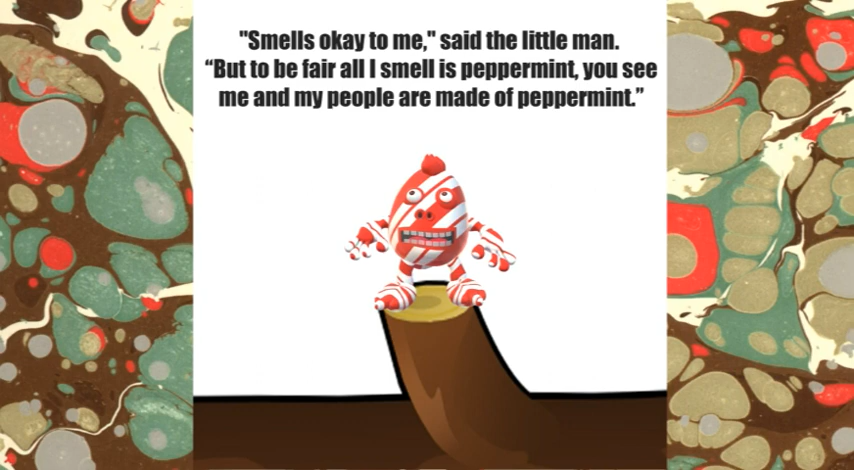 "Smells okay to me," said the little man.
“But to be fair all I smell is peppermint, you see
me and my people are made of peppermint.”